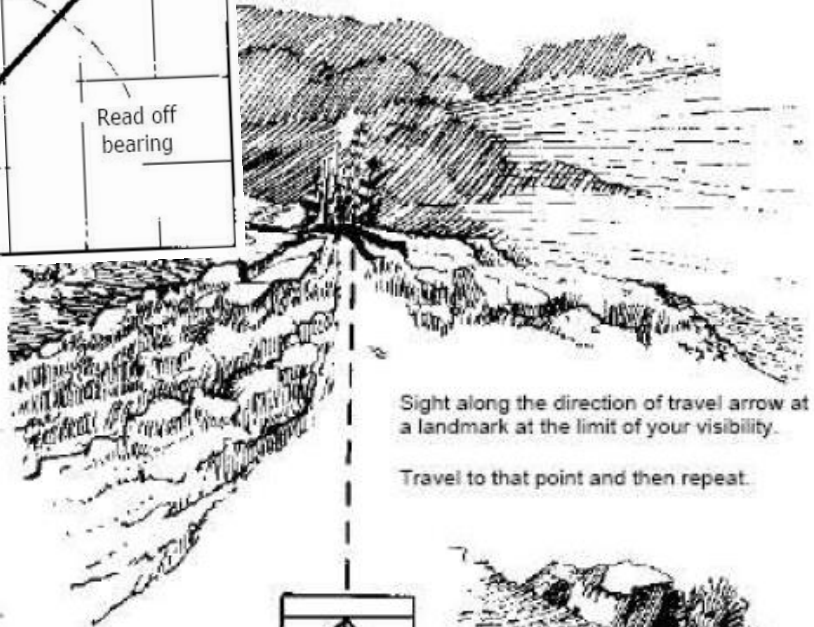 Read off
bearing
Sight along the direction of travel arrow at
a landmark at the limit of your visibility.
Travel to that point and then repeat.